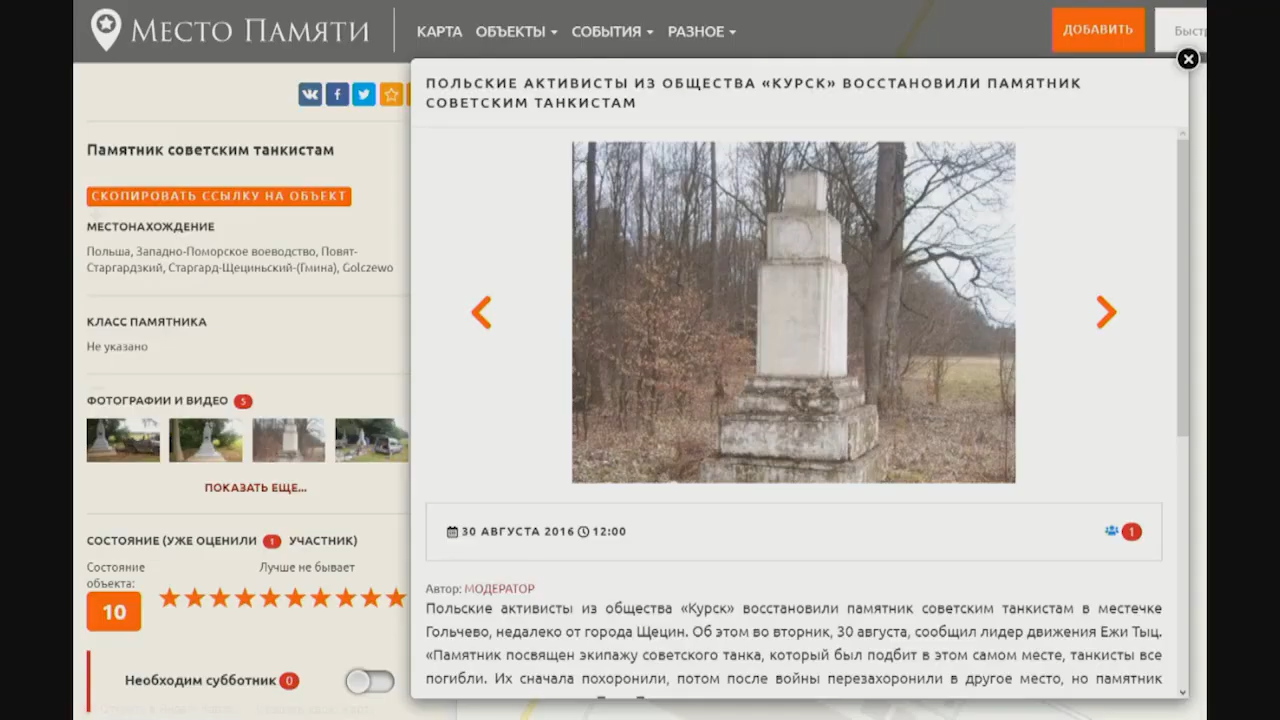 Место Памяти
КАРТА ОБЪЕКТЫ СОБЫТИЯ РАЗНОЕ
ДОБАВИТЬ
Памятник советским танкистам
СКОПИРОВАТЬ ССЫЛКУ НА ОБЪЕКТ
МЕСТОНАХОЖДЕНИЕ
Польша, Западно-Поморское воеводство, Повят-
Старгардзкий, Старгард-Щециньский-(Гмина), Golczewo
КЛАСС ПАМЯТНИКА
Не указано
ФОТОГРАФИИ И ВИДЕО 5
ПОКАЗАТЬ ЕЩЕ...
СОСТОЯНИЕ (УЖЕ ОЦЕНИЛИ 1 УЧАСТНИК)
Состояние
объекта:
Лучше не бывает
10
Необходим субботник 0
ПОЛЬСКИЕ АКТИВИСТЫ ИЗ ОБЩЕСТВА «КУРСК» ВОССТАНОВИЛИ ПАМЯТНИК
СОВЕТСКИМ ТАНКИСТАМ
30 АВГУСТА 2016 12:00
1
Автор: МОДЕРАТОР
Польские активисты из общества «Курск» восстановили памятник советским танкистам в местечке
Гольчево, недалеко от города Щецин. Об этом во вторник, 30 августа, сообщил лидер движения Ежи Тыц.
«Памятник посвящен экипажу советского танка, который был подбит в этом самом месте, танкисты все
погибли. Их сначала похоронили, потом после войны перезахоронили в другое место, но памятник